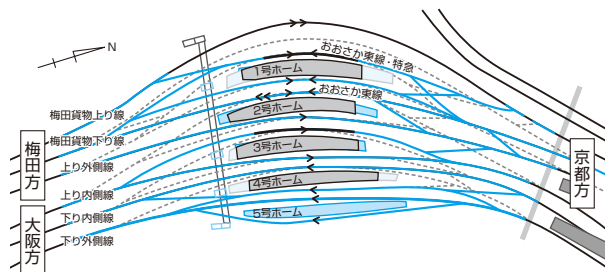 N
おおさか東線・特急
1号ホーム
おおさか東線
梅田貨物上り線
2号ホーム
梅田貨物下り線
3号ホーム
梅田方
京都方
上り外側線
4号ホーム
上り内側線
5号ホーム
下り内側線
大阪方
下り外側線